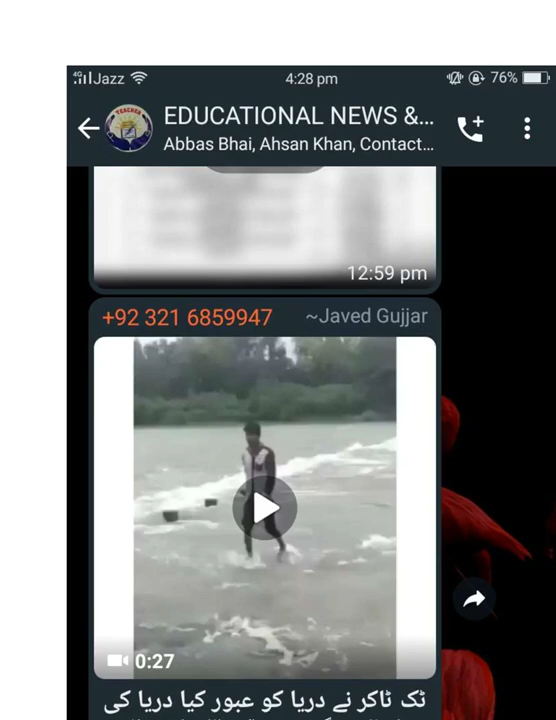 4G Jazz 4:28 pm 76%
TEACHER
EDUCATIONAL NEWS &...
Abbas Bhai, Ahsan Khan, Contact...
12:59 pm
+92 321 6859947 ~Javed Gujjar
0:27
ٹک ٹاکر نے دریا کو عبور کیا دریا کی